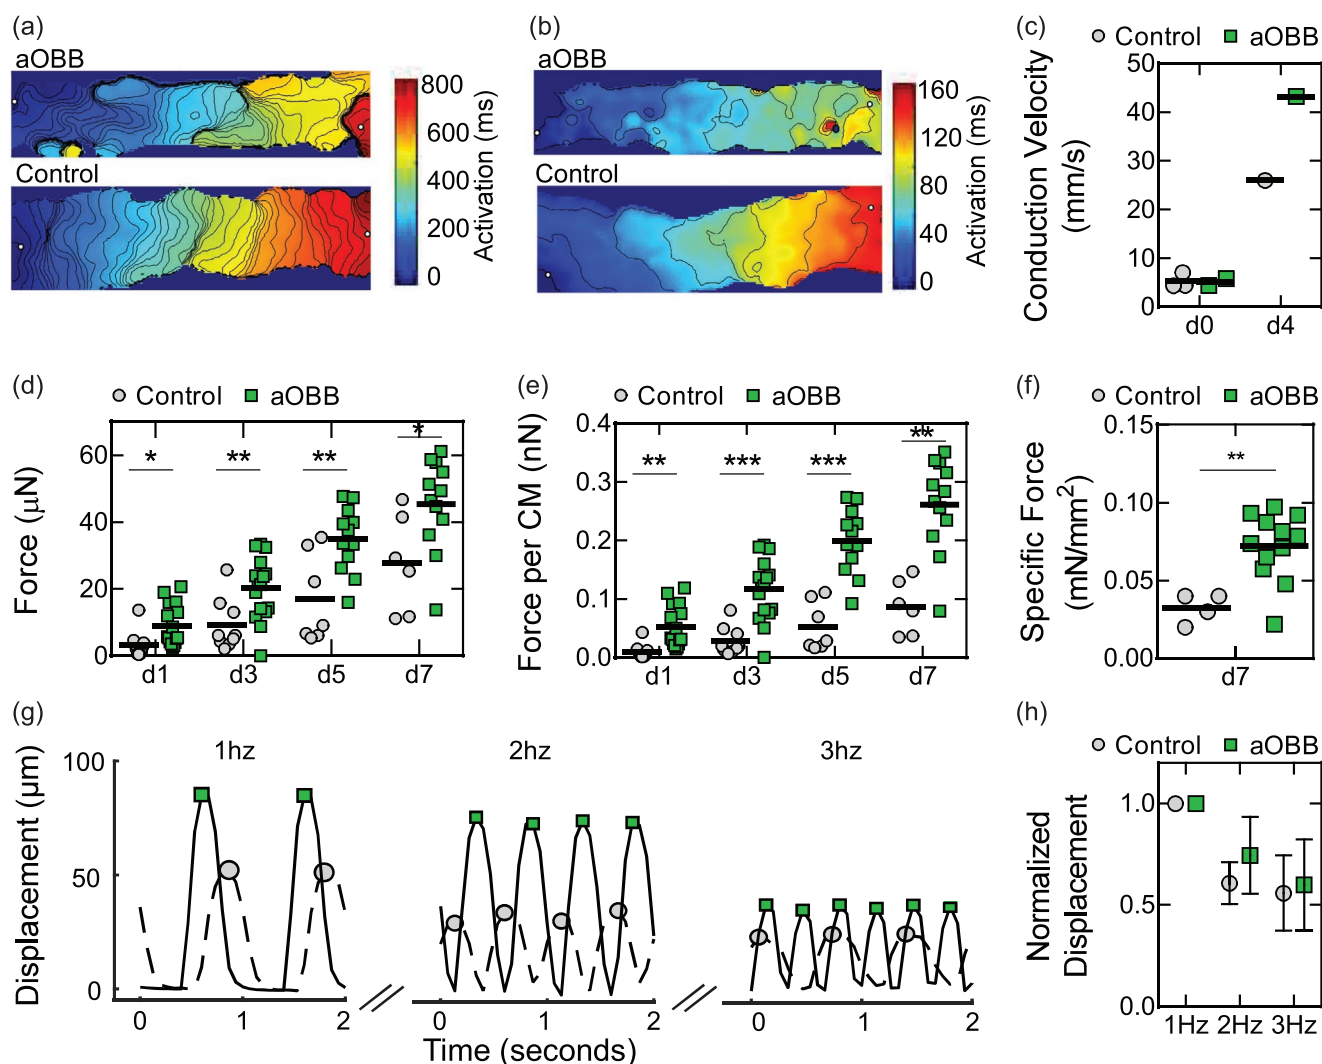 (a)
aOBB
800
600
400
200
0
Activation (ms)
Control
(b)
aOBB
160
120
80
40
0
Activation (ms)
Control
(c)
Control aOBB
50
40
30
20
10
0
Conduction Velocity
(mm/s)
d0 d4
(d)
Control aOBB
60
40
20
0
Force (µN)
* ** ** *
d1 d3 d5 d7
(e)
Control aOBB
0.4
0.3
0.2
0.1
0.0
Force per CM (nN)
** *** *** **
d1 d3 d5 d7
(f)
Control aOBB
0.15
0.10
0.05
0.00
Specific Force
(mN/mm²)
**
d7
(g)
1hz 2hz 3hz
100
50
0
Displacement (µm)
0 1 2 0 1 2 0 1 2
Time (seconds)
(h)
Control aOBB
1.0
0.5
0.0
Normalized
Displacement
1Hz 2Hz 3Hz